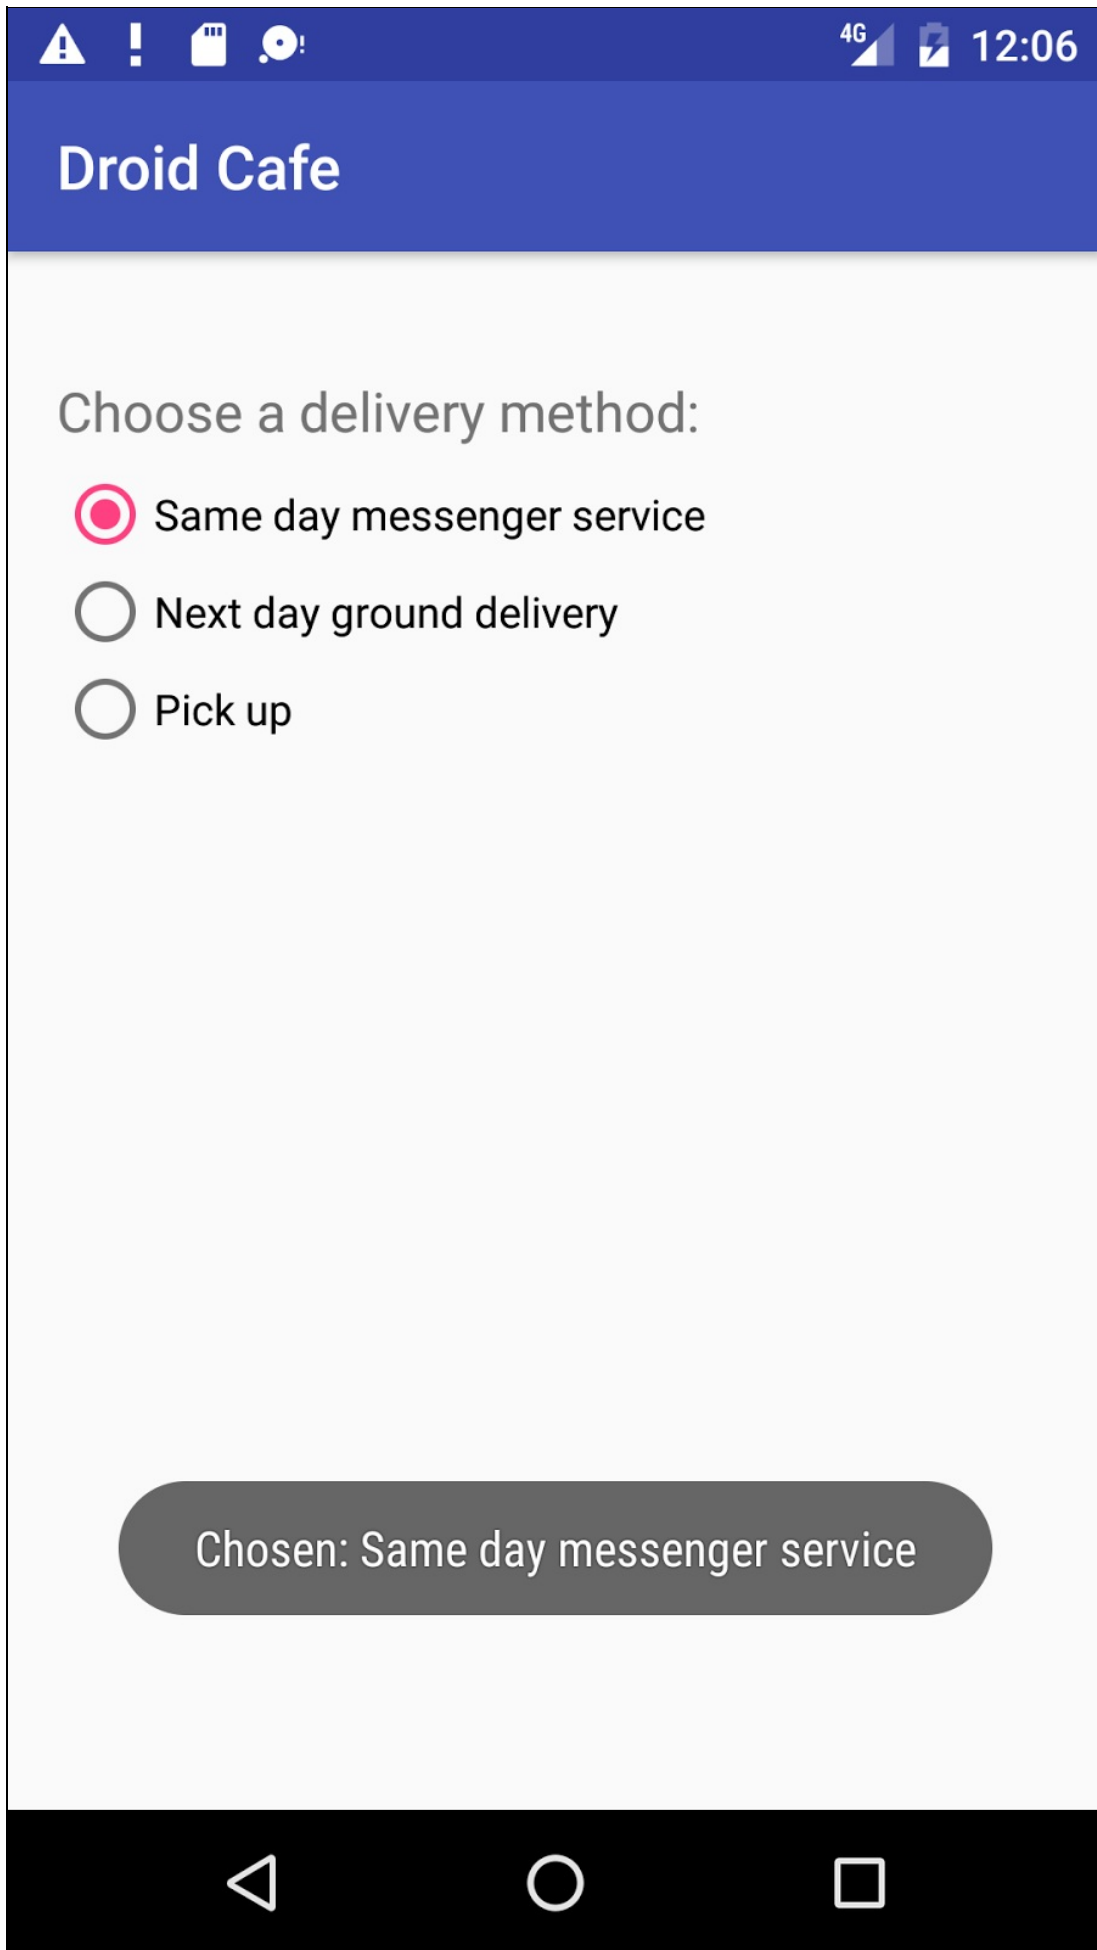 4G 12:06
Droid Cafe
Choose a delivery method:
Same day messenger service
Next day ground delivery
Pick up
Chosen: Same day messenger service